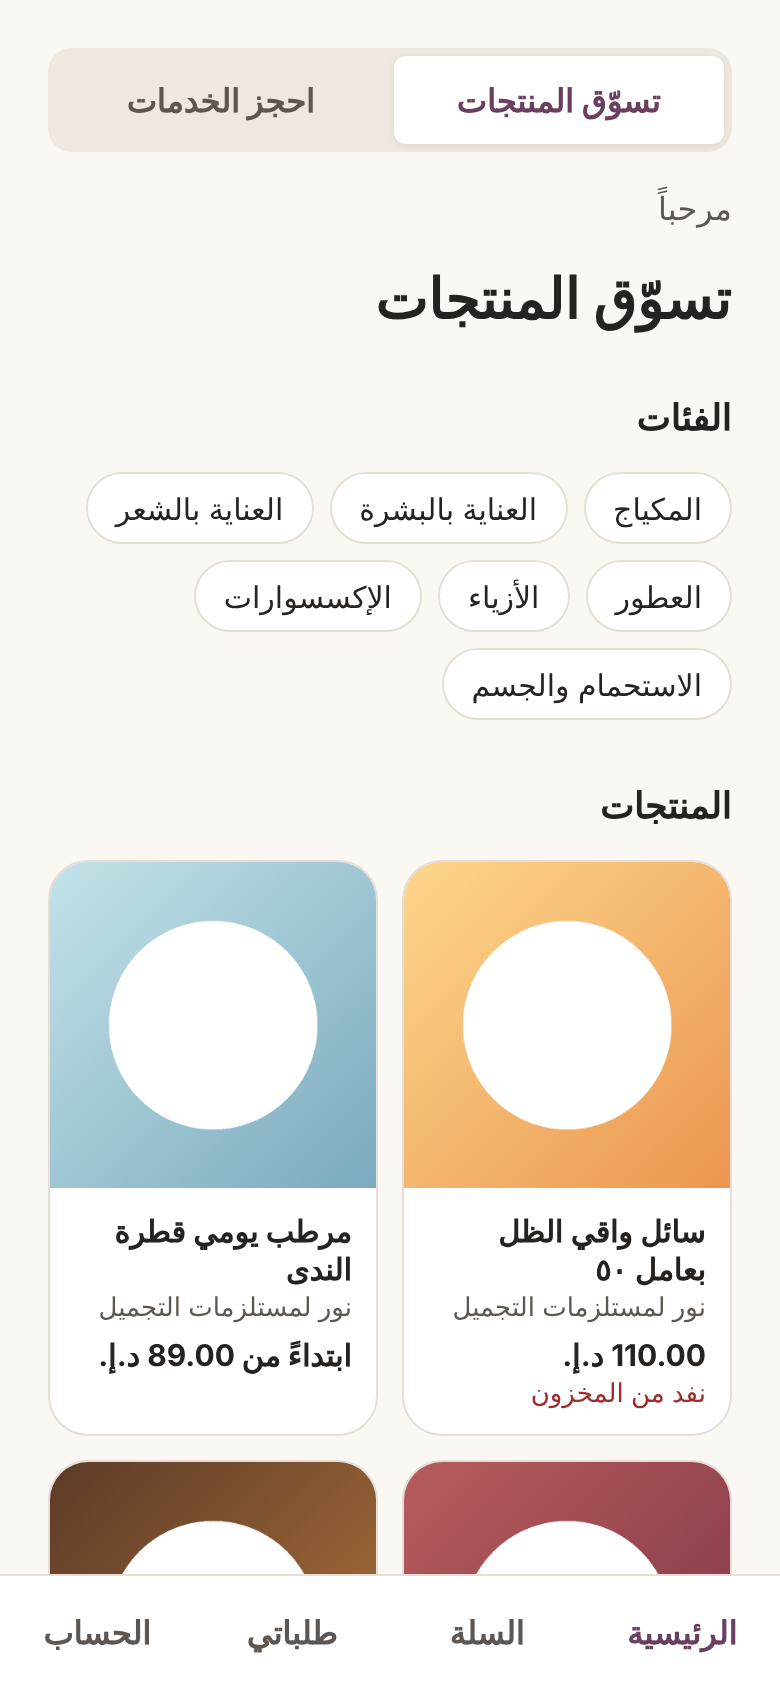 تسوّق المنتجات
احجز الخدمات
مرحباً
تسوّق المنتجات
الفئات
المكياج
العناية بالبشرة
العناية بالشعر
العطور
الأزياء
الإكسسوارات
الاستحمام والجسم
المنتجات
سائل واقي الظل
بعامل ٥٠
نور لمستلزمات التجميل
110.00 د.إ.
نفد من المخزون
مرطب يومي قطرة
الندى
نور لمستلزمات التجميل
ابتداءً من 89.00 د.إ.
الرئيسية
السلة
طلباتي
الحساب